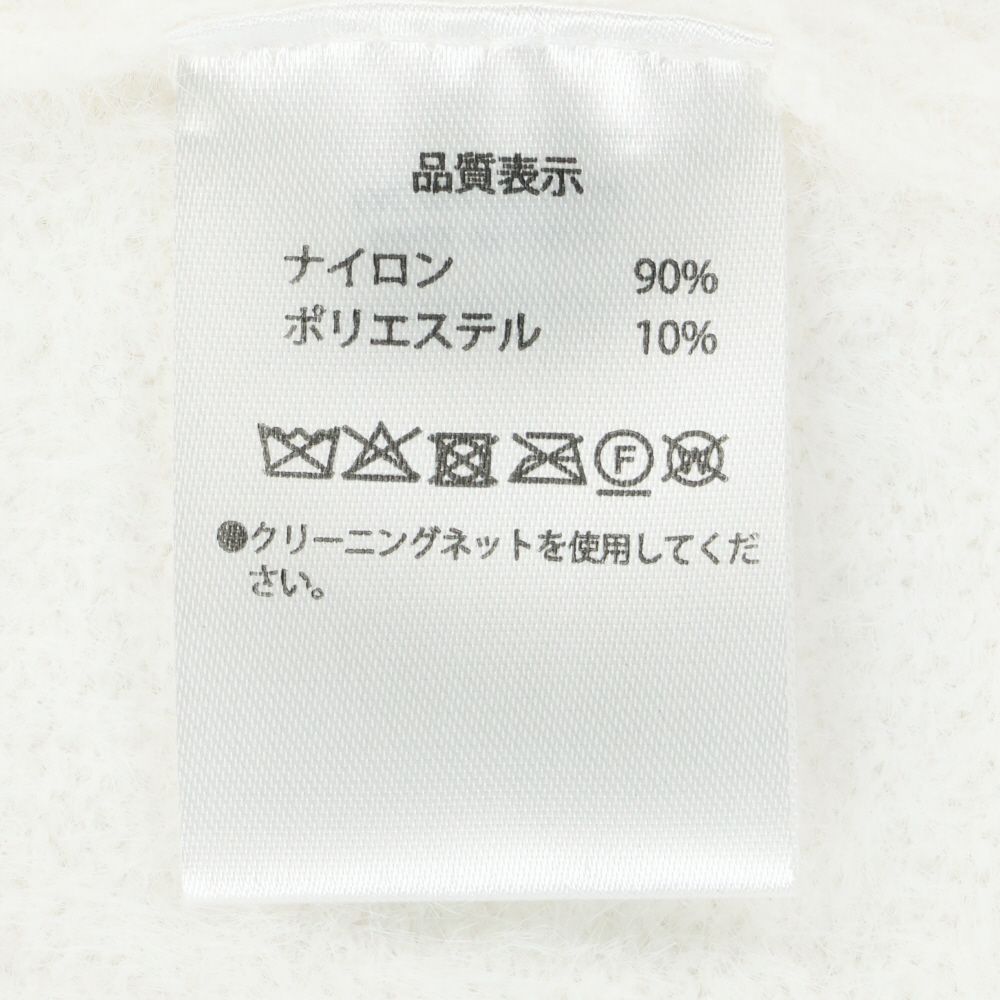 品質表示
ナイロン 90%
ポリエステル 10%
F W
●クリーニングネットを使用してくだ
さい。